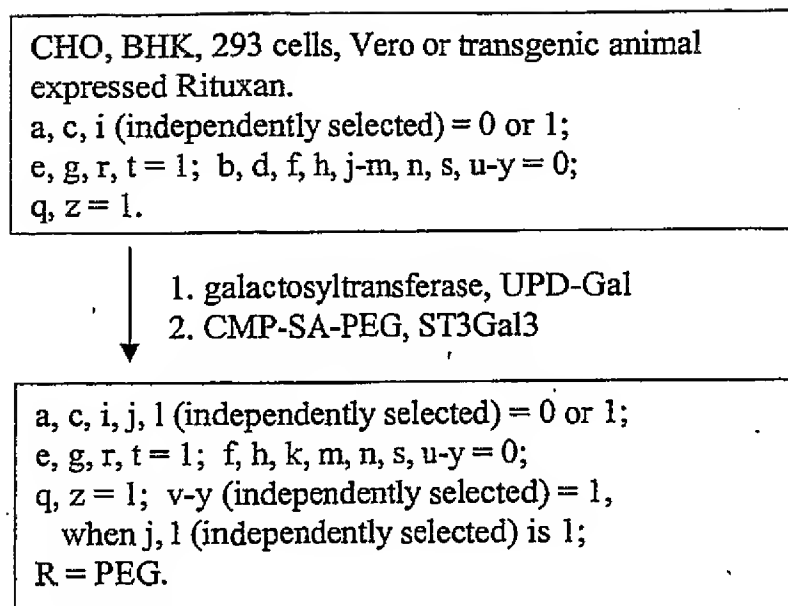 CHO, BHK, 293 cells, Vero or transgenic animal
expressed Rituxan.
a, c, i (independently selected) = 0 or 1;
e, g, r, t = 1; b, d, f, h, j-m, n, s, u-y = 0;
q, z = 1.
1. galactosyltransferase, UPD-Gal
2. CMP-SA-PEG, ST3Gal3
a, c, i, j, l (independently selected) = 0 or 1;
e, g, r, t = 1; f, h, k, m, n, s, u-y = 0;
q, z = 1; v-y (independently selected) = 1,
when j, l (independently selected) is 1;
R = PEG.